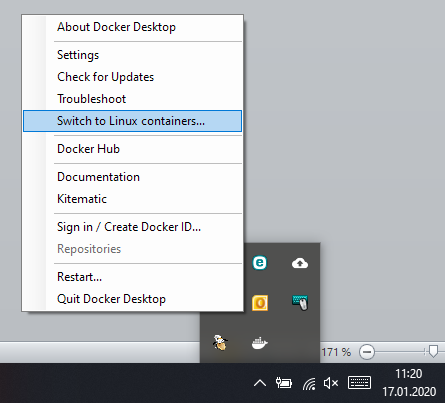 About Docker Desktop
Settings
Check for Updates
Troubleshoot
Switch to Linux containers...
Docker Hub
Documentation
Kitematic
Sign in / Create Docker ID...
Repositories
Restart...
Quit Docker Desktop
171 %
11:20
17.01.2020